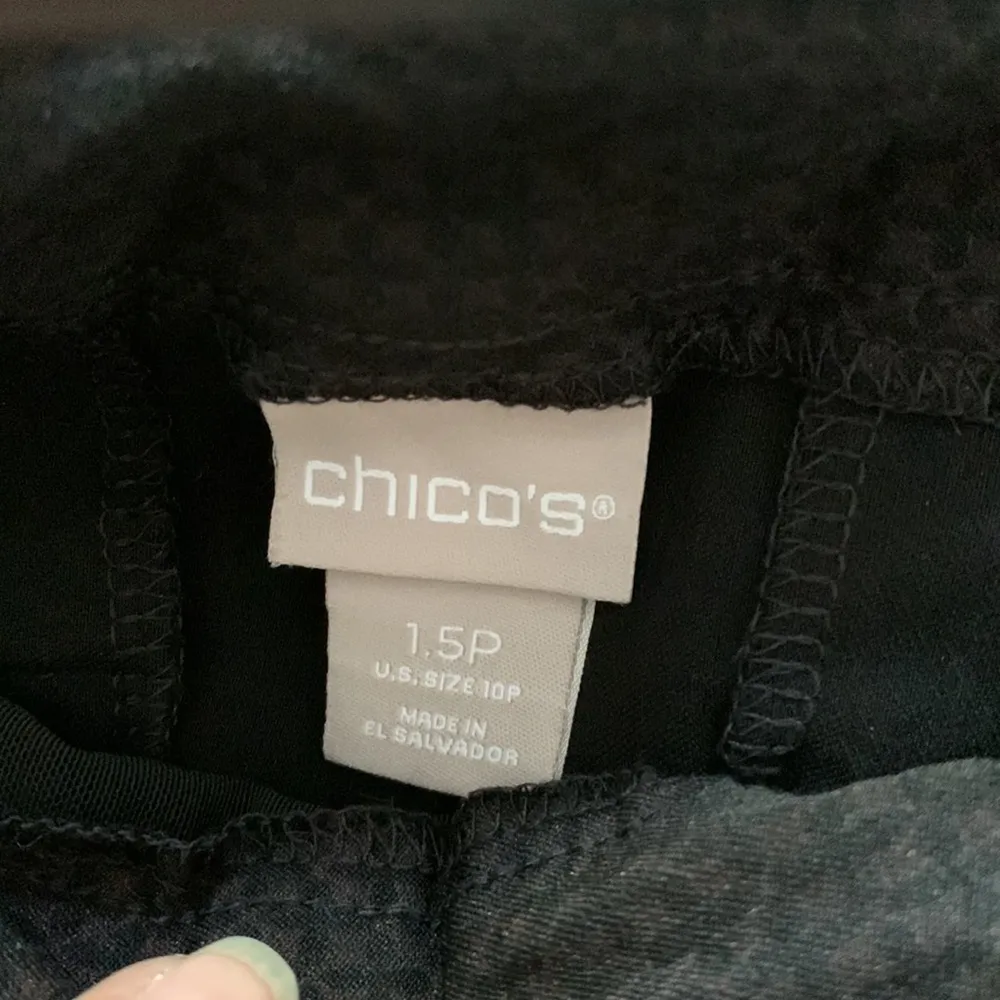 chico's®
1.5P
U.S. SIZE 10P
MADE IN
EL SALVADOR